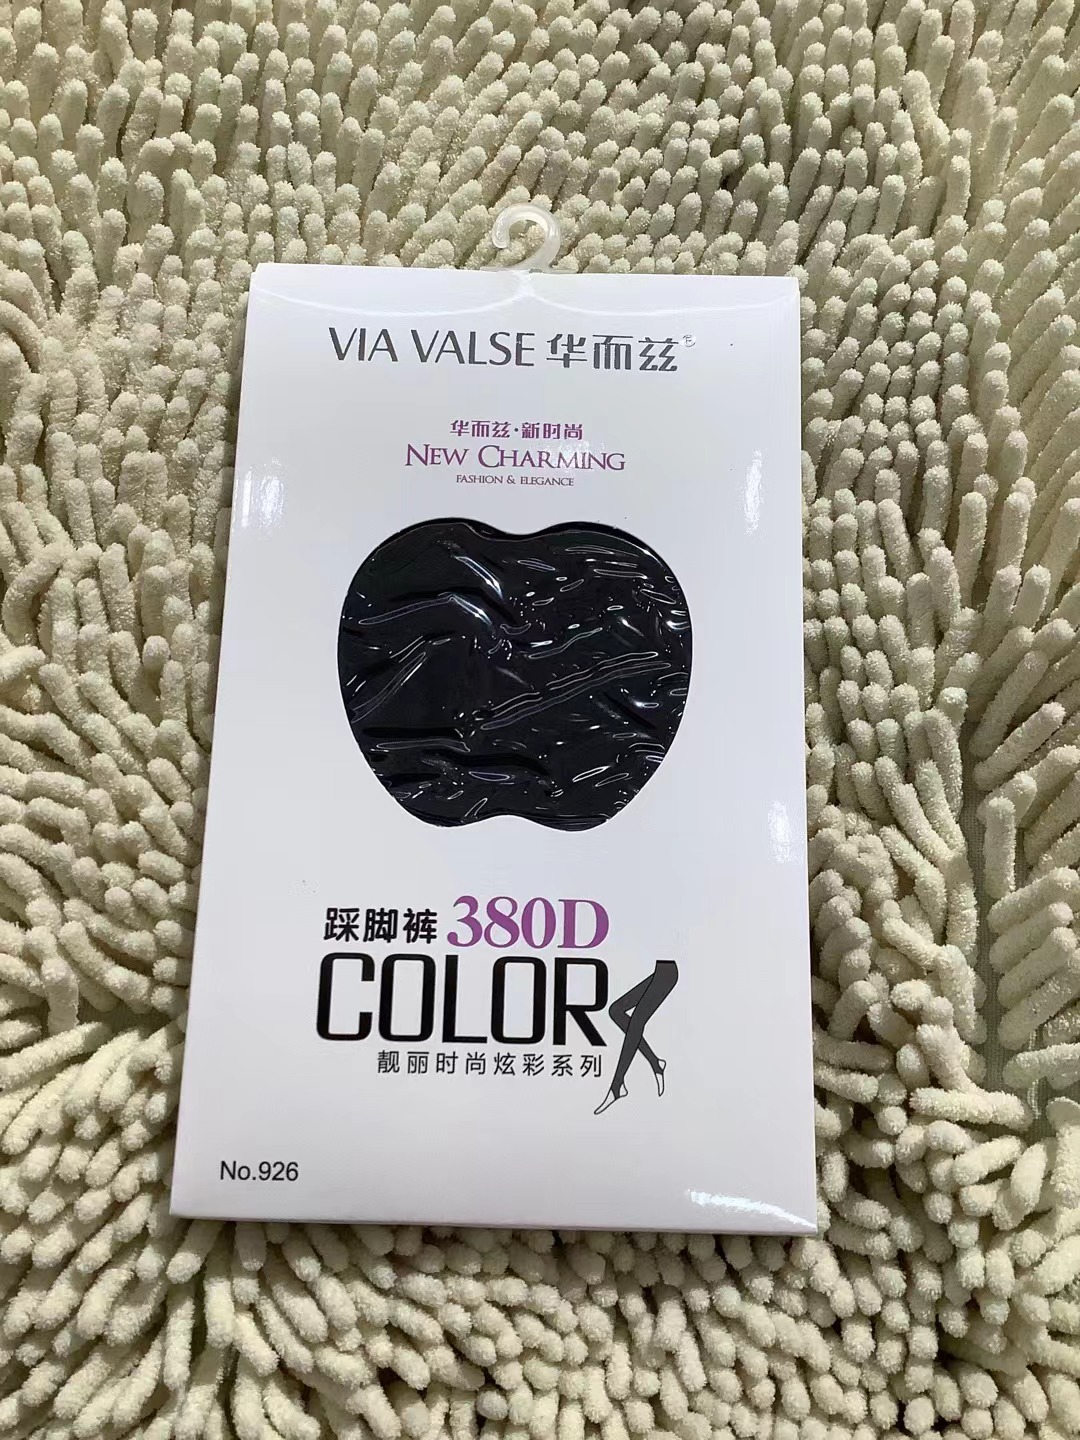 VIA VALSE 华而兹®
华而兹·新时尚
NEW CHARMING
FASHION & ELEGANCE
踩脚裤 380D
COLOR
靓丽时尚炫彩系列
No.926